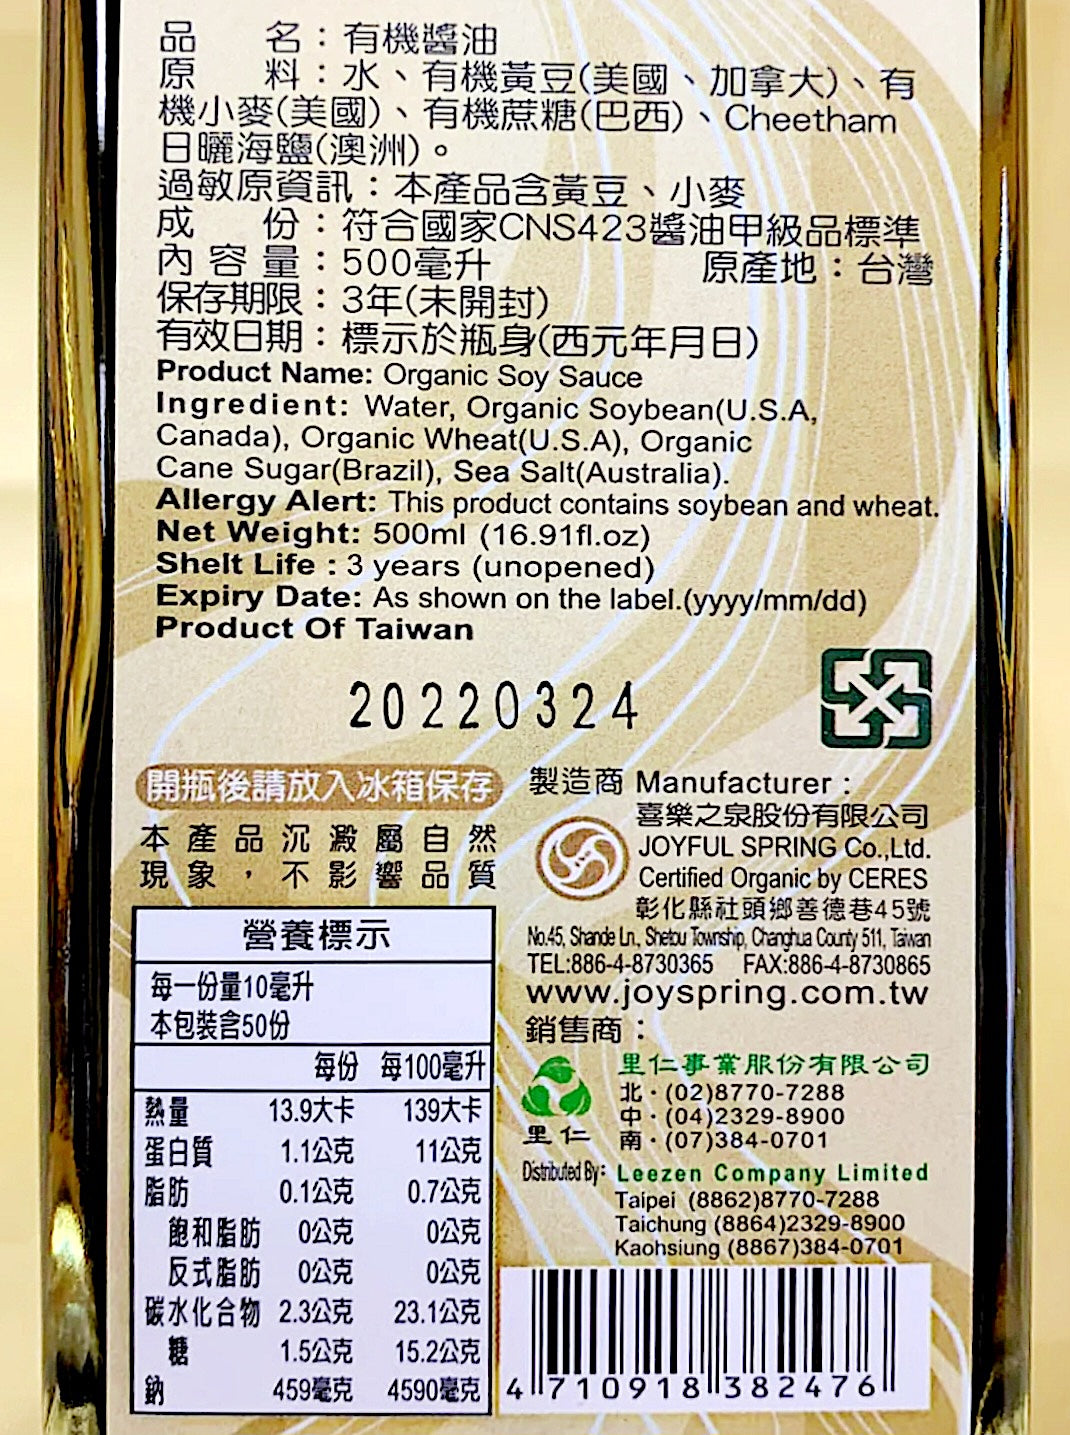 品　　名：有機醬油
原　　料：水、有機黃豆(美國、加拿大)、有
機小麥(美國)、有機蔗糖(巴西)、Cheetham
日曬海鹽(澳洲)。
過敏原資訊：本產品含黃豆、小麥
成　　份：符合國家CNS423醬油甲級品標準
內 容 量：500毫升　原產地：台灣
保存期限：3年(未開封)
有效日期：標示於瓶身(西元年月日)
Product Name: Organic Soy Sauce
Ingredient: Water, Organic Soybean(U.S.A,
Canada), Organic Wheat(U.S.A), Organic
Cane Sugar(Brazil), Sea Salt(Australia).
Allergy Alert: This product contains soybean and wheat.
Net Weight: 500ml (16.91fl.oz)
Shelt Life : 3 years (unopened)
Expiry Date: As shown on the label.(yyyy/mm/dd)
Product Of Taiwan
20220324
開瓶後請放入冰箱保存
本產品沉澱屬自然
現象，不影響品質
營養標示
每一份量10毫升
本包裝含50份
每份 每100毫升
熱量 13.9大卡 139大卡
蛋白質 1.1公克 11公克
脂肪 0.1公克 0.7公克
飽和脂肪 0公克 0公克
反式脂肪 0公克 0公克
碳水化合物 2.3公克 23.1公克
糖 1.5公克 15.2公克
鈉 459毫克 4590毫克
製造商 Manufacturer :
喜樂之泉股份有限公司
JOYFUL SPRING Co.,Ltd.
Certified Organic by CERES
彰化縣社頭鄉善德巷45號
No.45, Shande Ln., Shetou Township, Changhua County 511, Taiwan
TEL:886-4-8730365 FAX:886-4-8730865
www.joyspring.com.tw
銷售商：
里仁
里仁事業股份有限公司
北・(02)8770-7288
中・(04)2329-8900
南・(07)384-0701
Distributed By: Leezen Company Limited
Taipei (8862)8770-7288
Taichung (8864)2329-8900
Kaohsiung (8867)384-0701
4 710918 382476